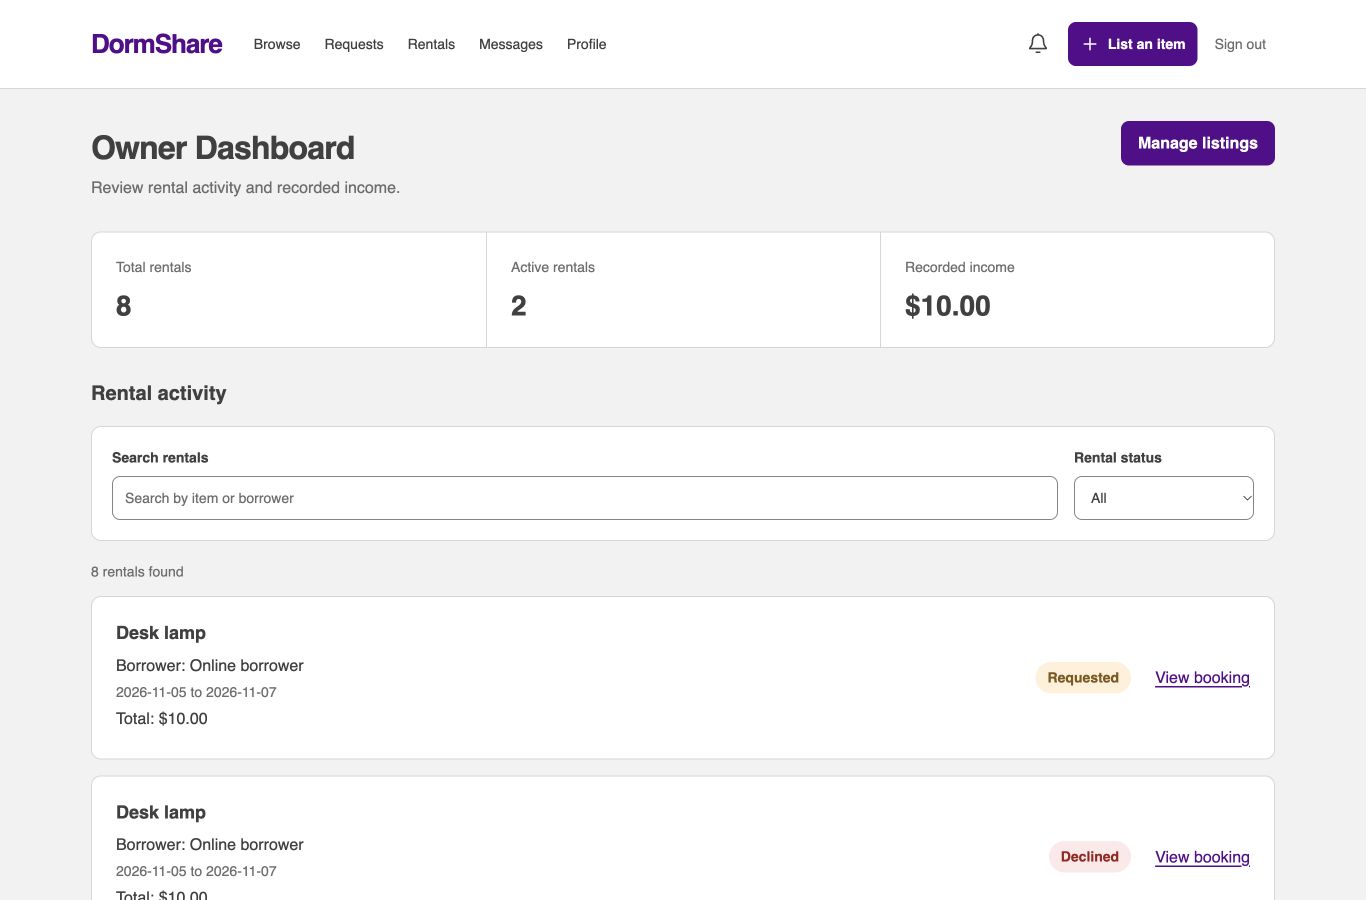 DormShare Browse Requests Rentals Messages Profile List an item Sign out
Owner Dashboard
Manage listings
Review rental activity and recorded income.
Total rentals Active rentals Recorded income
8 2 $10.00
Rental activity
Search rentals Rental status
Search by item or borrower All
8 rentals found
Desk lamp
Borrower: Online borrower
2026-11-05 to 2026-11-07
Total: $10.00
Requested View booking
Desk lamp
Borrower: Online borrower
2026-11-05 to 2026-11-07
Total: $10.00
Declined View booking